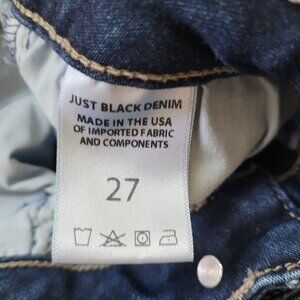 JUST BLACK DENIM
MADE IN THE USA
OF IMPORTED FABRIC
AND COMPONENTS
27